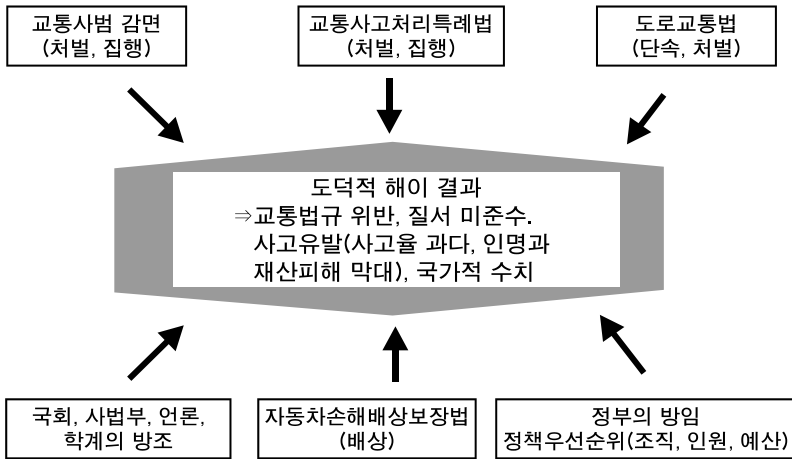 교통사범 감면
(처벌, 집행)
교통사고처리특례법
(처벌, 집행)
도로교통법
(단속, 처벌)
도덕적 해이 결과
⇒교통법규 위반, 질서 미준수.
사고유발(사고율 과다, 인명과
재산피해 막대), 국가적 수치
국회, 사법부, 언론,
학계의 방조
자동차손해배상보장법
(배상)
정부의 방임
정책우선순위(조직, 인원, 예산)